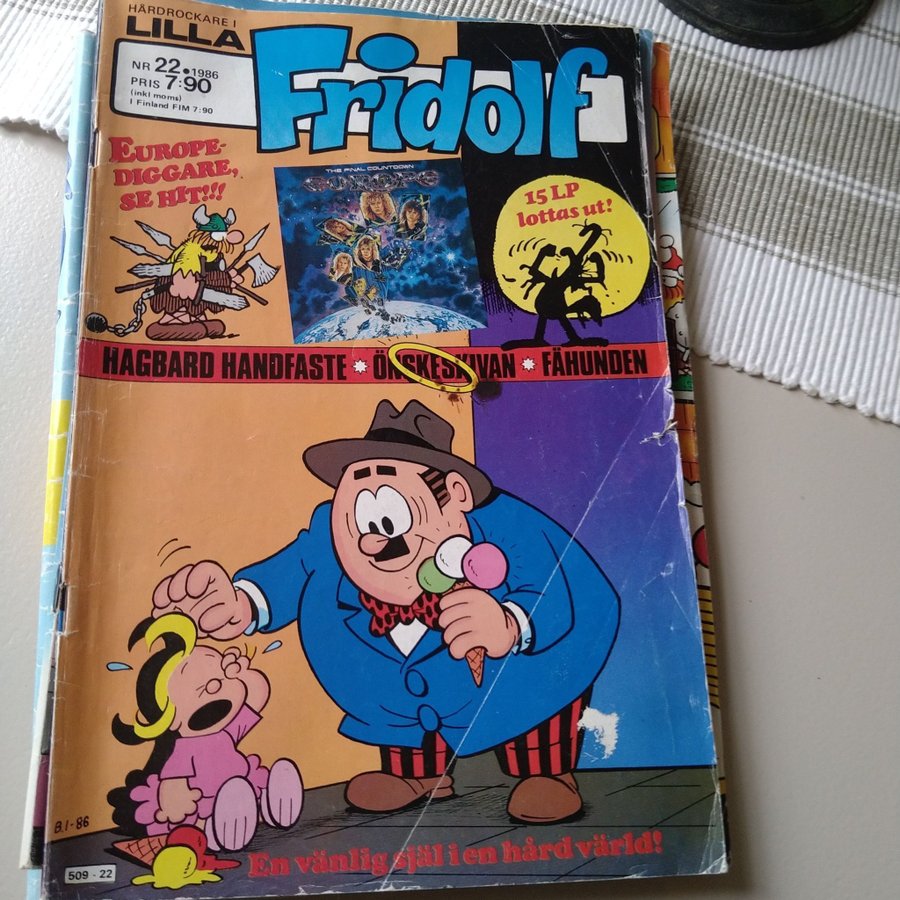 HÅRDROCKARE I
LILLA
Fridolf
NR 22•1986
PRIS 7:90
(inkl moms)
I Finland FIM 7:90
EUROPE-
DIGGARE,
SE HIT!!!
THE FINAL COUNTDOWN
EUROPE
15 LP
lottas ut!
HAGBARD HANDFASTE * ÖNSKESKIVAN * FÄHUNDEN
B.I-86
En vänlig själ i en hård värld!
509-22